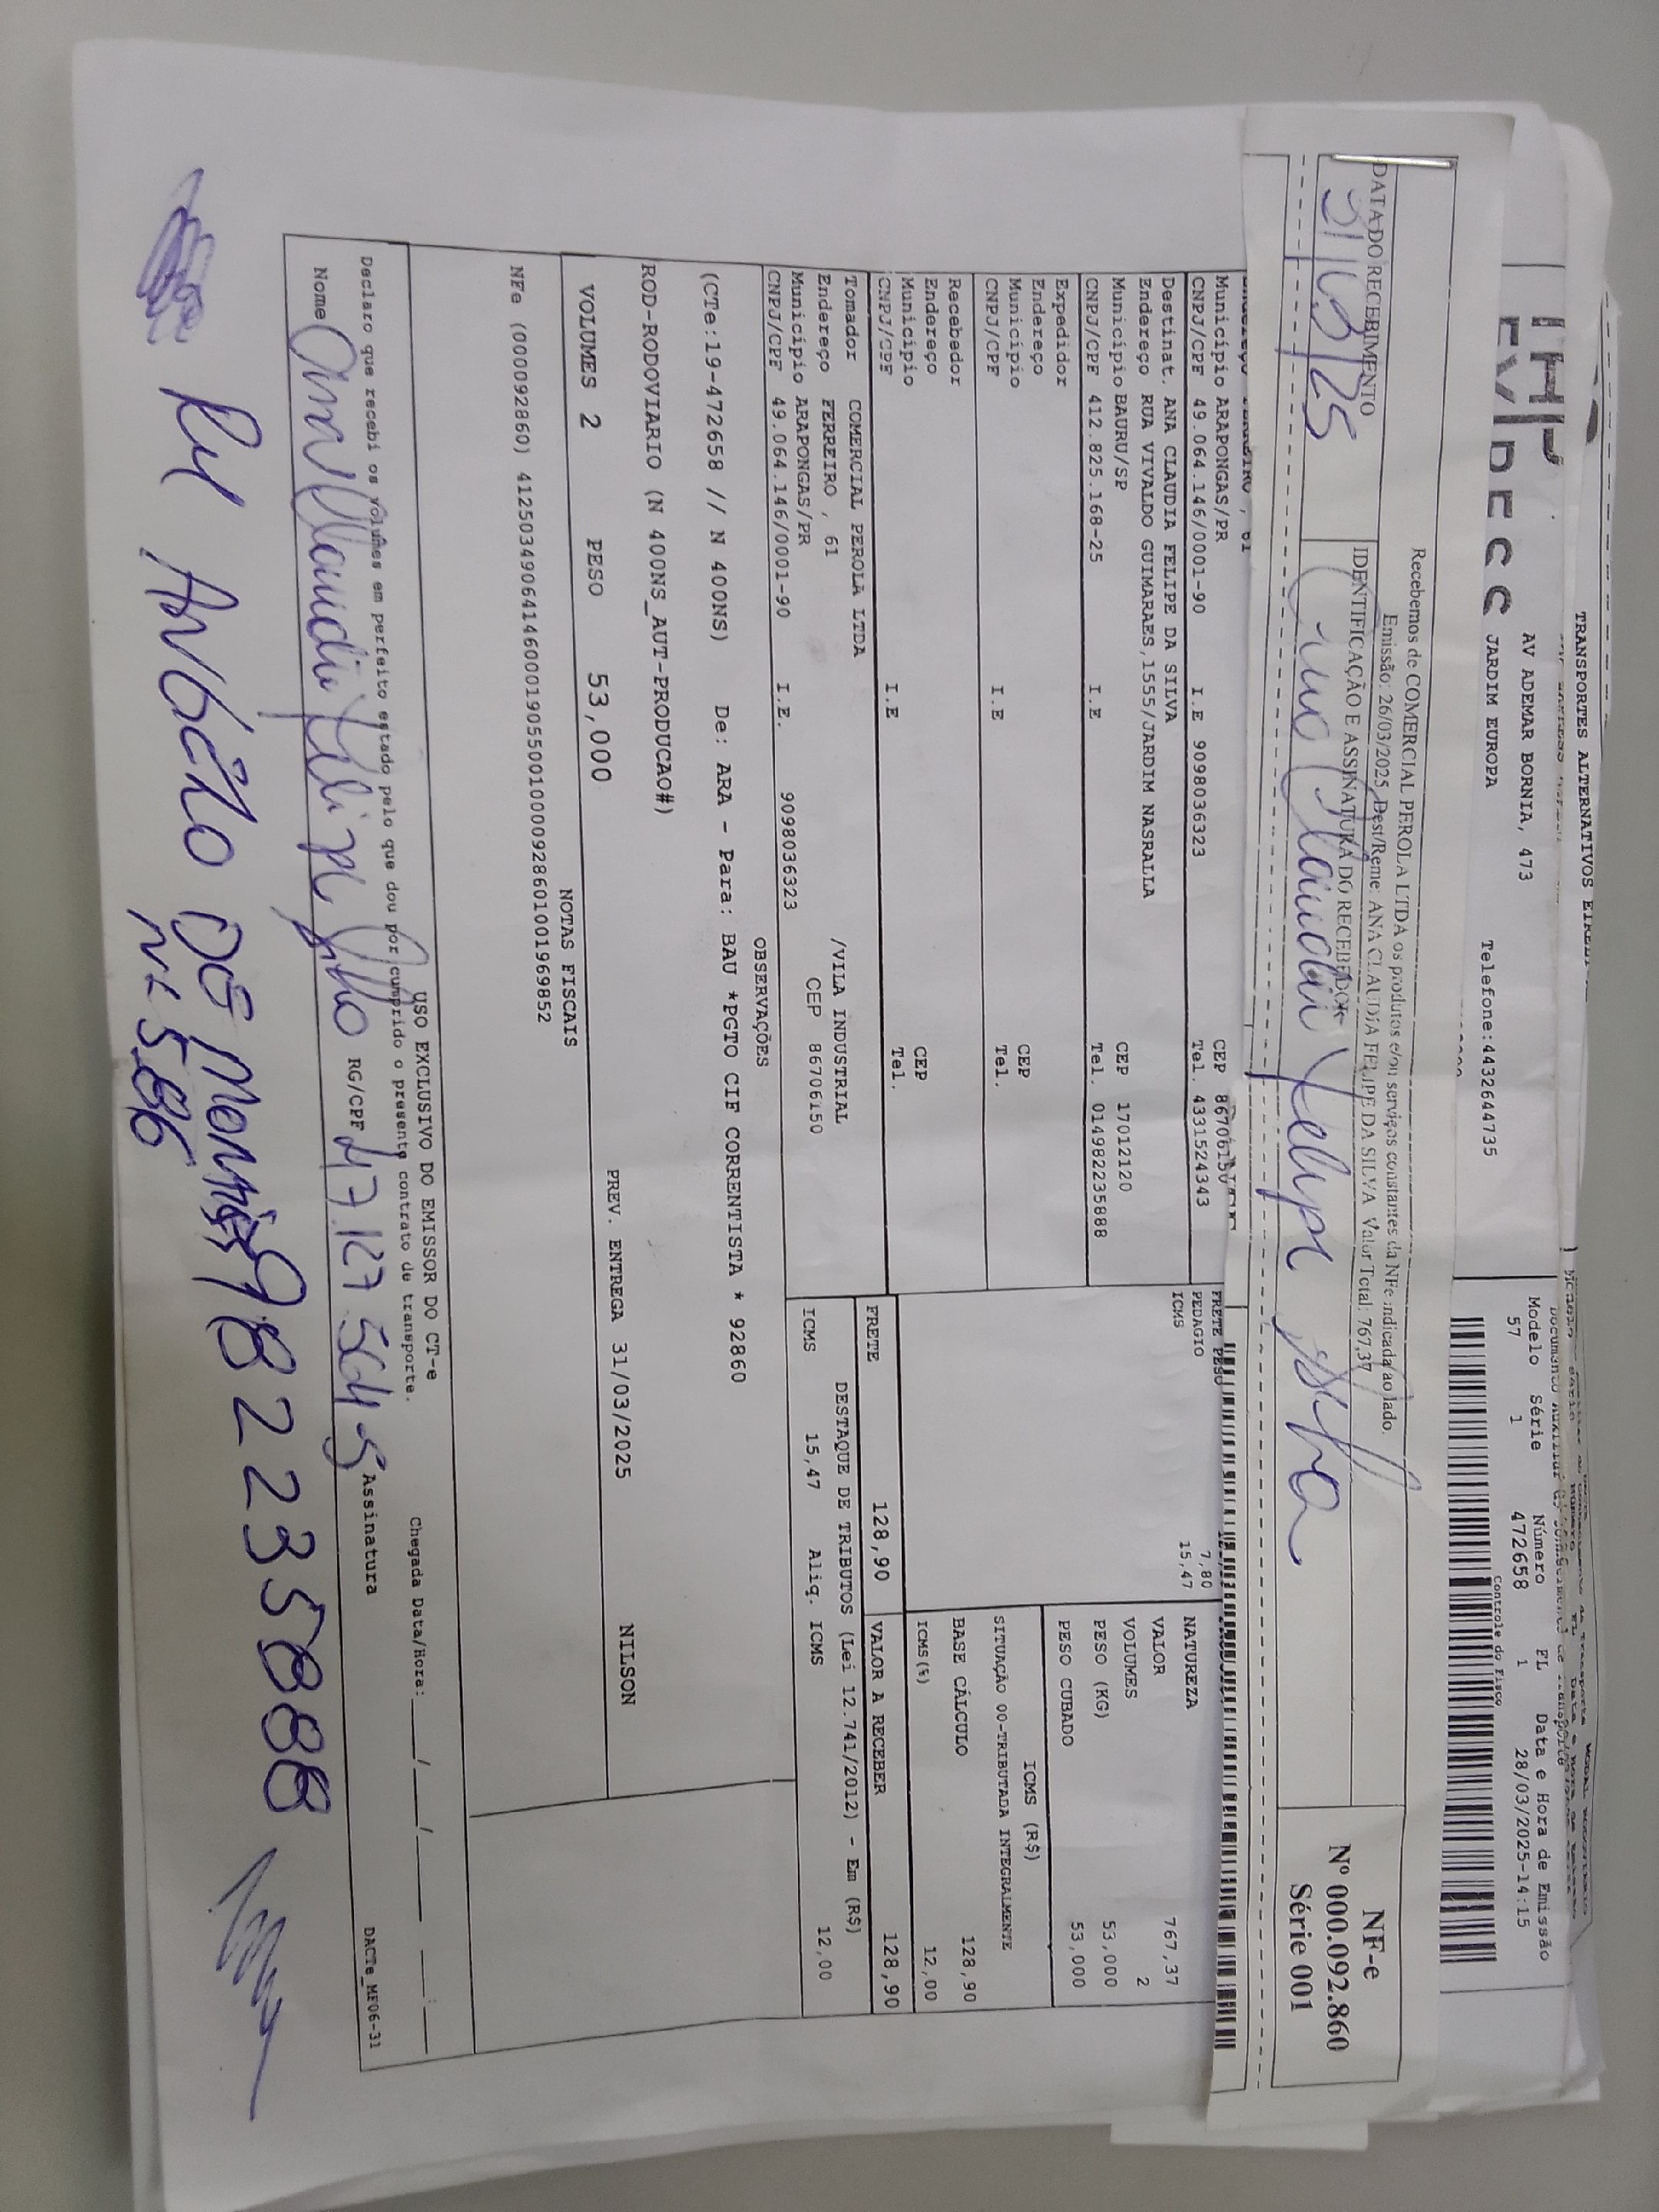 TRANSPORTES ALTERNATIVOS
AV ADEMAR BORNIA, 473
JARDIM EUROPA
Telefone:4432644735
Modelo Série Número FL Data e Hora de Emissão
57 1 472658 1 28/03/2025-14:15
Controle do Fisco
Recebemos de COMERCIAL PEROLA LTDA os produtos e/ou serviços constantes da NFe indicada ao lado.
Emissão: 26/03/2025 Dest/Reme: ANA CLAUDIA FELIPE DA SILVA Valor Total: 767,37
DATA DO RECEBIMENTO
IDENTIFICAÇÃO E ASSINATURA DO RECEBEDOR
31/03/25
Ana Claudia Felipe Silva
NF-e
Nº 000.092.860
Série 001
Município ARAPONGAS/PR CEP 86706150
CNPJ/CPF 49.064.146/0001-90 I.E 9098036323 Tel. 4331524343
Destinat. ANA CLAUDIA FELIPE DA SILVA
Endereço RUA VIVALDO GUIMARAES,1555/JARDIM NASRALLA
Município BAURU/SP CEP 17012120
CNPJ/CPF 412.825.168-25 I.E Tel. 014982235888
Expedidor
Endereço
Município CEP
CNPJ/CPF I.E Tel.
Recebedor
Endereço
Município CEP
CNPJ/CPF I.E Tel.
Tomador COMERCIAL PEROLA LTDA
Endereço FERREIRO , 61 /VILA INDUSTRIAL
Município ARAPONGAS/PR CEP 86706150
CNPJ/CPF 49.064.146/0001-90 I.E. 9098036323
FRETE PESO
PEDAGIO 7,80
ICMS 15,47
NATUREZA
VALOR 767,37
VOLUMES 2
PESO (KG) 53,000
PESO CUBADO 53,000
ICMS (R$)
SITUAÇÃO 00-TRIBUTADA INTEGRALMENTE
BASE CÁLCULO 128,90
ICMS(%) 12,00
FRETE 128,90
VALOR A RECEBER 128,90
DESTAQUE DE TRIBUTOS (Lei 12.741/2012) - Em (R$)
ICMS 15,47 Aliq. ICMS 12,00
OBSERVAÇÕES
(CTe:19-472658 // N 400NS) De: ARA - Para: BAU *PGTO CIF CORRENTISTA * 92860
ROD-RODOVIARIO (N 400NS_AUT-PRODUCAO#)
VOLUMES 2 PESO 53,000 PREV. ENTREGA 31/03/2025 NILSON
NOTAS FISCAIS
NFe (000092860) 41250349064146000190550010000928601001969852
USO EXCLUSIVO DO EMISSOR DO CT-e
Declaro que recebi os volumes em perfeito estado pelo que dou por cumprido o presente contrato de transporte.
Chegada Data/Hora: ___/___/___ __:__
Nome Ana Claudia Felipe Silva RG/CPF 47.127.504-5 Assinatura
DACTe_MF06-31
982235888